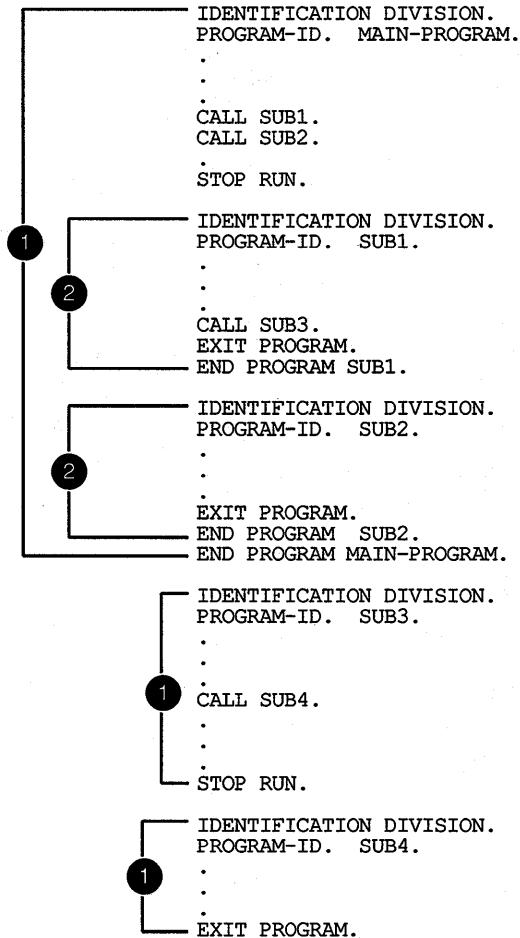 IDENTIFICATION DIVISION.
PROGRAM-ID. MAIN-PROGRAM.
.
.
.
CALL SUB1.
CALL SUB2.
.
STOP RUN.
IDENTIFICATION DIVISION.
1 PROGRAM-ID. SUB1.
.
2 .
.
CALL SUB3.
EXIT PROGRAM.
END PROGRAM SUB1.
IDENTIFICATION DIVISION.
PROGRAM-ID. SUB2.
.
2 .
.
EXIT PROGRAM.
END PROGRAM SUB2.
END PROGRAM MAIN-PROGRAM.
IDENTIFICATION DIVISION.
PROGRAM-ID. SUB3.
.
.
.
1 CALL SUB4.
.
.
.
STOP RUN.
IDENTIFICATION DIVISION.
PROGRAM-ID. SUB4.
1 .
.
.
EXIT PROGRAM.